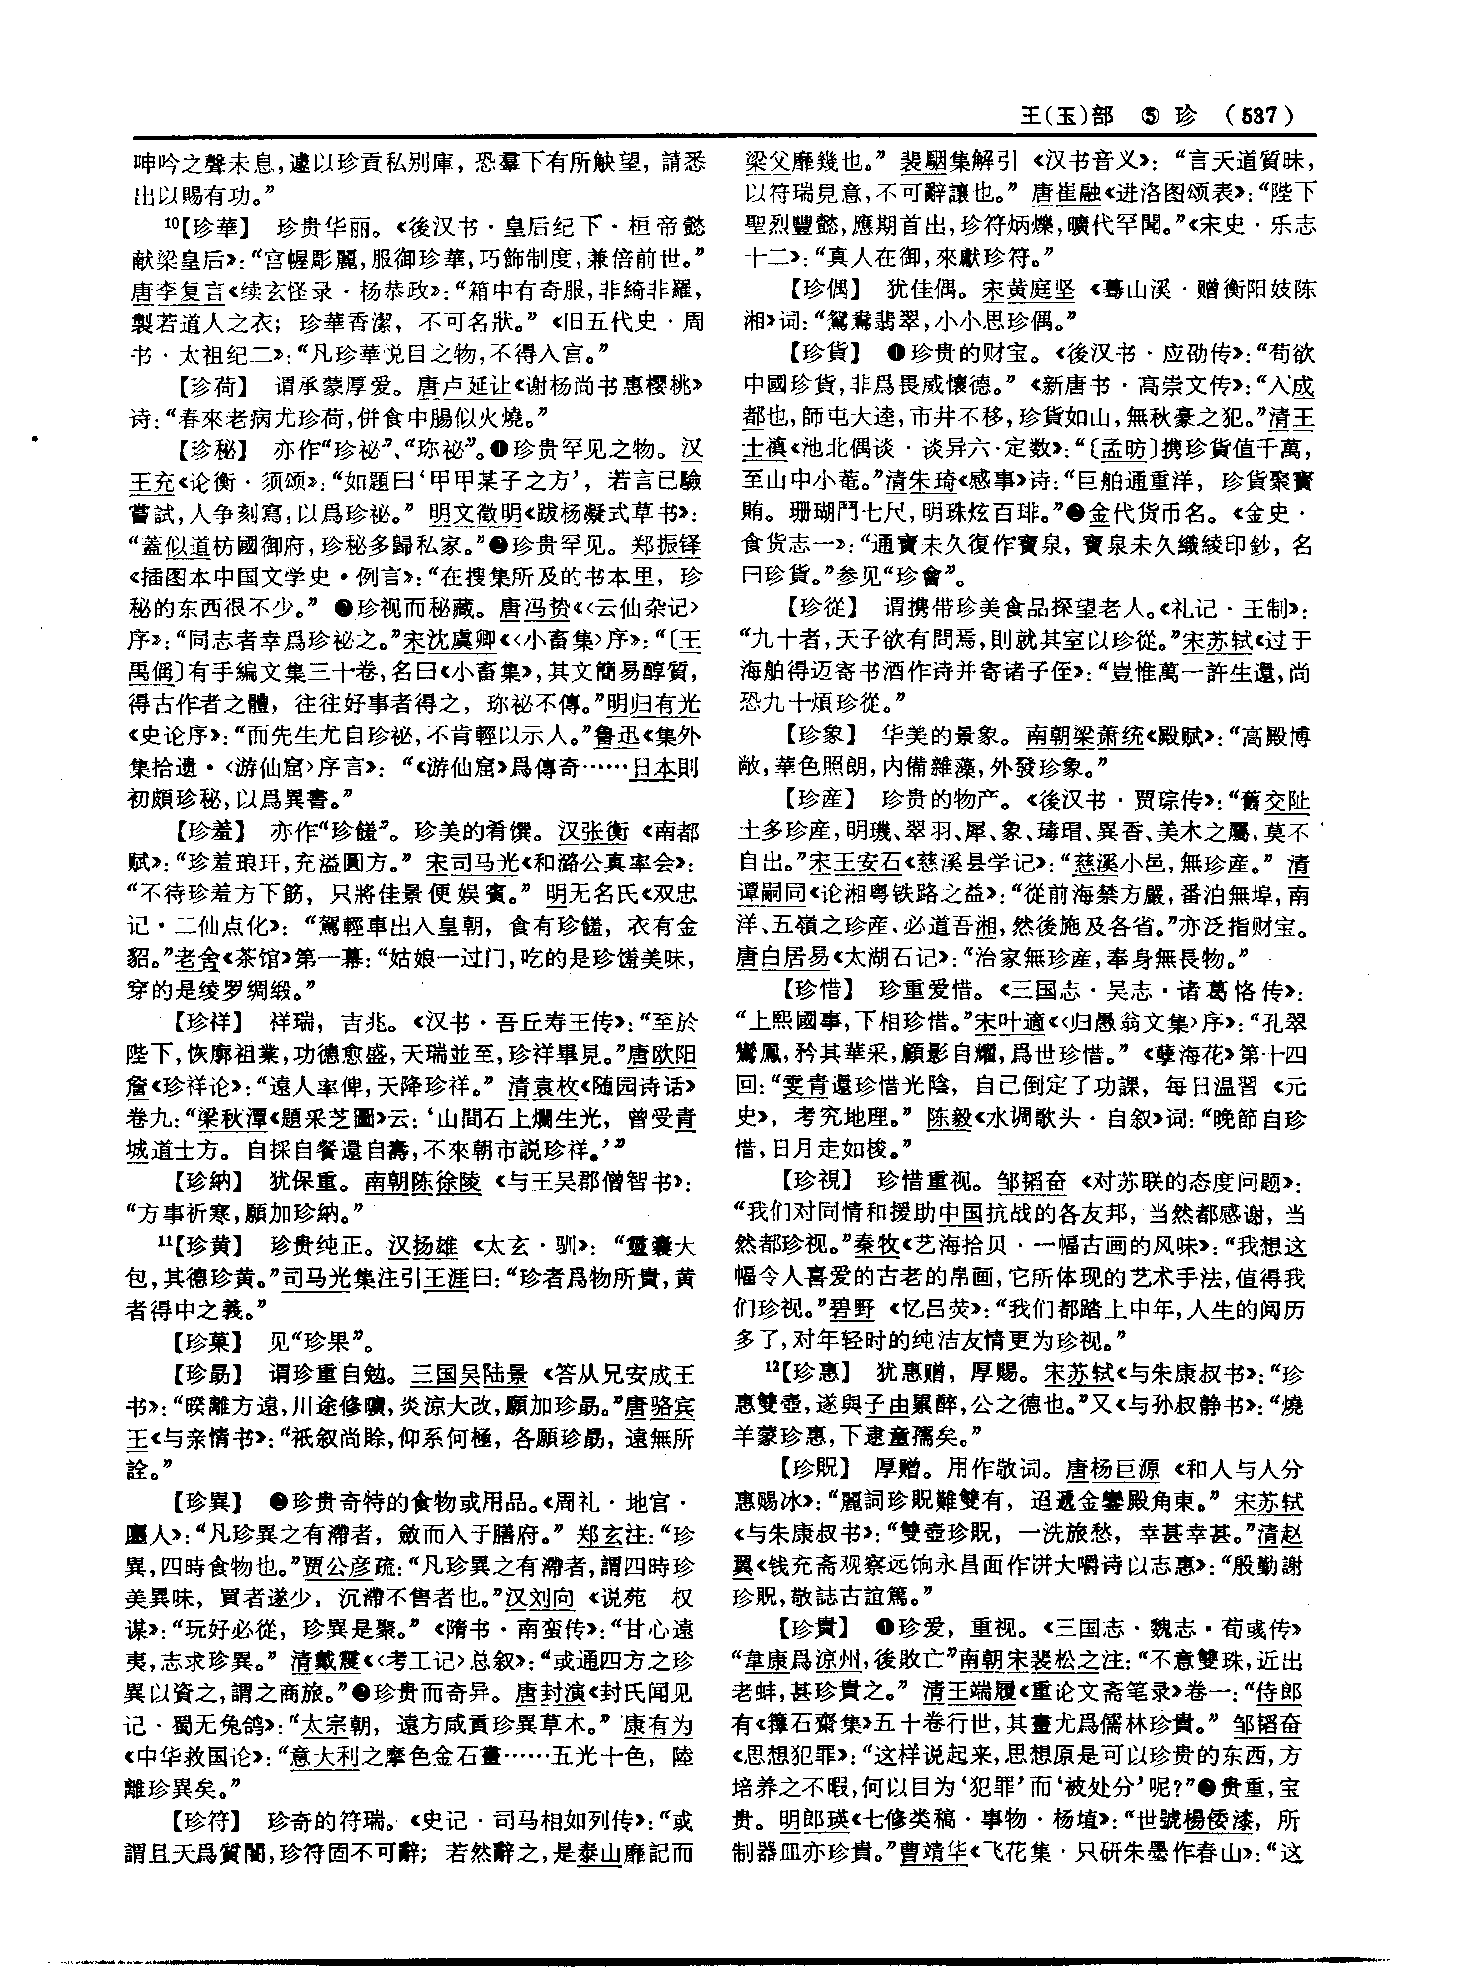 王(玉)部 ⑤ 珍 (537)
呻吟之聲未息,遽以珍貢私别庫,恐羣下有所觖望,請悉
出以賜有功。”
10【珍華】 珍贵华丽。《後汉书·皇后纪下·桓帝懿
献梁皇后》:“宫幄彫麗,服御珍華,巧飾制度,兼倍前世。”
唐李复言《续玄怪录·杨恭政》:“箱中有奇服,非綺非羅,
製若道人之衣;珍華香潔,不可名狀。”《旧五代史·周
书·太祖纪二》:“凡珍華悦目之物,不得入宫。”
【珍荷】 谓承蒙厚爱。唐卢延让《谢杨尚书惠樱桃》
诗:“春來老病尤珍荷,併食中腸似火燒。”
【珍秘】 亦作“珍祕”、“珎祕”。❶珍贵罕见之物。汉
王充《论衡·须颂》:“如題曰‘甲甲某子之方’,若言已驗
嘗試,人争刻寫,以爲珍祕。”明文徵明《跋杨凝式草书》:
“蓋似道枋國御府,珍秘多歸私家。”❷珍贵罕见。郑振铎
《插图本中国文学史·例言》:“在搜集所及的书本里,珍
秘的东西很不少。”❸珍视而秘藏。唐冯贽《〈云仙杂记〉
序》:“同志者幸爲珍祕之。”宋沈虞卿《〈小畜集〉序》:“〔王
禹偁〕有手编文集三十卷,名曰《小畜集》,其文簡易醇質,
得古作者之體,往往好事者得之,珎祕不傳。”明归有光
《史论序》:“而先生尤自珍祕,不肯輕以示人。”鲁迅《集外
集拾遗·〈游仙窟〉序言》:“《游仙窟》爲傳奇……日本則
初頗珍秘,以爲異書。”
【珍羞】 亦作“珍饈”。珍美的肴馔。汉张衡《南都
赋》:“珍羞琅玕,充溢圓方。”宋司马光《和潞公真率会》:
“不待珍羞方下筯,只將佳景便娱賓。”明无名氏《双忠
记·二仙点化》:“駕輕車出入皇朝,食有珍饈,衣有金
貂。”老舍《茶馆》第一幕:“姑娘一过门,吃的是珍馐美味,
穿的是绫罗绸缎。”
【珍祥】 祥瑞,吉兆。《汉书·吾丘寿王传》:“至於
陛下,恢廓祖業,功德愈盛,天瑞並至,珍祥畢見。”唐欧阳
詹《珍祥论》:“遠人率俾,天降珍祥。”清袁枚《随园诗话》
卷九:“梁秋潭《題采芝圖》云:‘山間石上爛生光,曾受青
城道士方。自採自餐還自壽,不來朝市説珍祥。’”
【珍納】 犹保重。南朝陈徐陵《与王吴郡僧智书》:
“方事祈寒,願加珍納。”
11【珍黄】 珍贵纯正。汉扬雄《太玄·驯》:“靈囊大
包,其德珍黄。”司马光集注引王涯曰:“珍者爲物所貴,黄
者得中之義。”
【珍菓】 见“珍果”。
【珍勗】 谓珍重自勉。三国吴陆景《答从兄安成王
书》:“暌離方遠,川途修曠,炎涼大改,願加珍勗。”唐骆宾
王《与亲情书》:“祇叙尚賒,仰系何極,各願珍勗,遠無所
詮。”
【珍異】 ❶珍贵奇特的食物或用品。《周礼·地官·
廛人》:“凡珍異之有滯者,斂而入于膳府。”郑玄注:“珍
異,四時食物也。”贾公彦疏:“凡珍異之有滯者,謂四時珍
美異味,買者遂少,沉滯不售者也。”汉刘向《说苑 权
谋》:“玩好必從,珍異是聚。”《隋书·南蛮传》:“甘心遠
夷,志求珍異。”清戴震《〈考工记〉总叙》:“或通四方之珍
異以資之,謂之商旅。”❷珍贵而奇异。唐封演《封氏闻见
记·蜀无兔鸽》:“太宗朝,遠方咸貢珍異草木。”康有为
《中华救国论》:“意大利之摩色金石畫……五光十色,陸
離珍異矣。”
【珍符】 珍奇的符瑞。《史记·司马相如列传》:“或
謂且天爲質闇,珍符固不可辭;若然辭之,是泰山靡記而
梁父靡幾也。”裴駰集解引《汉书音义》:“言天道質昧,
以符瑞見意,不可辭讓也。”唐崔融《进洛图颂表》:“陛下
聖烈豐懿,應期首出,珍符炳爍,曠代罕聞。”《宋史·乐志
十二》:“真人在御,來獻珍符。”
【珍偶】 犹佳偶。宋黄庭坚《蓦山溪·赠衡阳妓陈
湘》词:“鴛鴦翡翠,小小思珍偶。”
【珍貨】 ❶珍贵的财宝。《後汉书·应劭传》:“苟欲
中國珍貨,非爲畏威懷德。”《新唐书·高崇文传》:“入成
都也,師屯大逵,市井不移,珍貨如山,無秋豪之犯。”清王
士禛《池北偶谈·谈异六·定数》:“〔孟昉〕携珍貨值千萬,
至山中小菴。”清朱琦《感事》诗:“巨舶通重洋,珍貨聚寶
賄。珊瑚鬥七尺,明珠炫百琲。”❷金代货币名。《金史·
食货志一》:“通寶未久復作寶泉,寶泉未久織綾印鈔,名
曰珍貨。”参见“珍會”。
【珍從】 谓携带珍美食品探望老人。《礼记·王制》:
“九十者,天子欲有問焉,則就其室以珍從。”宋苏轼《过于
海舶得迈寄书酒作诗并寄诸子侄》:“豈惟萬一許生還,尚
恐九十煩珍從。”
【珍象】 华美的景象。南朝梁萧统《殿赋》:“高殿博
敞,華色照朗,内備雜藻,外發珍象。”
【珍産】 珍贵的物产。《後汉书·贾琮传》:“舊交阯
土多珍産,明璣、翠羽、犀、象、瑇瑁、異香、美木之屬,莫不
自出。”宋王安石《慈溪县学记》:“慈溪小邑,無珍産。”清
谭嗣同《论湘粤铁路之益》:“從前海禁方嚴,番泊無埠,南
洋、五嶺之珍産、必道吾湘,然後施及各省。”亦泛指财宝。
唐白居易《太湖石记》:“治家無珍産,奉身無長物。”
【珍惜】 珍重爱惜。《三国志·吴志·诸葛恪传》:
“上熙國事,下相珍惜。”宋叶適《〈归愚翁文集〉序》:“孔翠
鸞鳳,矜其華采,顧影自耀,爲世珍惜。”《孽海花》第十四
回:“雯青還珍惜光陰,自己倒定了功課,每日温習《元
史》,考究地理。”陈毅《水调歌头·自叙》词:“晚節自珍
惜,日月走如梭。”
【珍視】 珍惜重视。邹韬奋《对苏联的态度问题》:
“我们对同情和援助中国抗战的各友邦,当然都感谢,当
然都珍视。”秦牧《艺海拾贝·一幅古画的风味》:“我想这
幅令人喜爱的古老的帛画,它所体现的艺术手法,值得我
们珍视。”碧野《忆吕荧》:“我们都踏上中年,人生的阅历
多了,对年轻时的纯洁友情更为珍视。”
12【珍惠】 犹惠赠,厚赐。宋苏轼《与朱康叔书》:“珍
惠雙壺,遂與子由累醉,公之德也。”又《与孙叔静书》:“燒
羊蒙珍惠,下逮童孺矣。”
【珍貺】 厚赠。用作敬词。唐杨巨源《和人与人分
惠赐冰》:“麗詞珍貺難雙有,迢遞金鑾殿角東。”宋苏轼
《与朱康叔书》:“雙壺珍貺,一洗旅愁,幸甚幸甚。”清赵
翼《钱充斋观察远饷永昌面作饼大嚼诗以志惠》:“殷勤謝
珍貺,敬誌古誼篤。”
【珍貴】 ❶珍爱,重视。《三国志·魏志·荀彧传》
“韋康爲涼州,後敗亡”南朝宋裴松之注:“不意雙珠,近出
老蚌,甚珍貴之。”清王端履《重论文斋笔录》卷一:“侍郎
有《籜石齋集》五十卷行世,其畫尤爲儒林珍貴。”邹韬奋
《思想犯罪》:“这样说起来,思想原是可以珍贵的东西,方
培养之不暇,何以目为‘犯罪’而‘被处分’呢?”❷贵重,宝
贵。明郎瑛《七修类稿·事物·杨埴》:“世號楊倭漆,所
制器皿亦珍貴。”曹靖华《飞花集·只研朱墨作春山》:“这